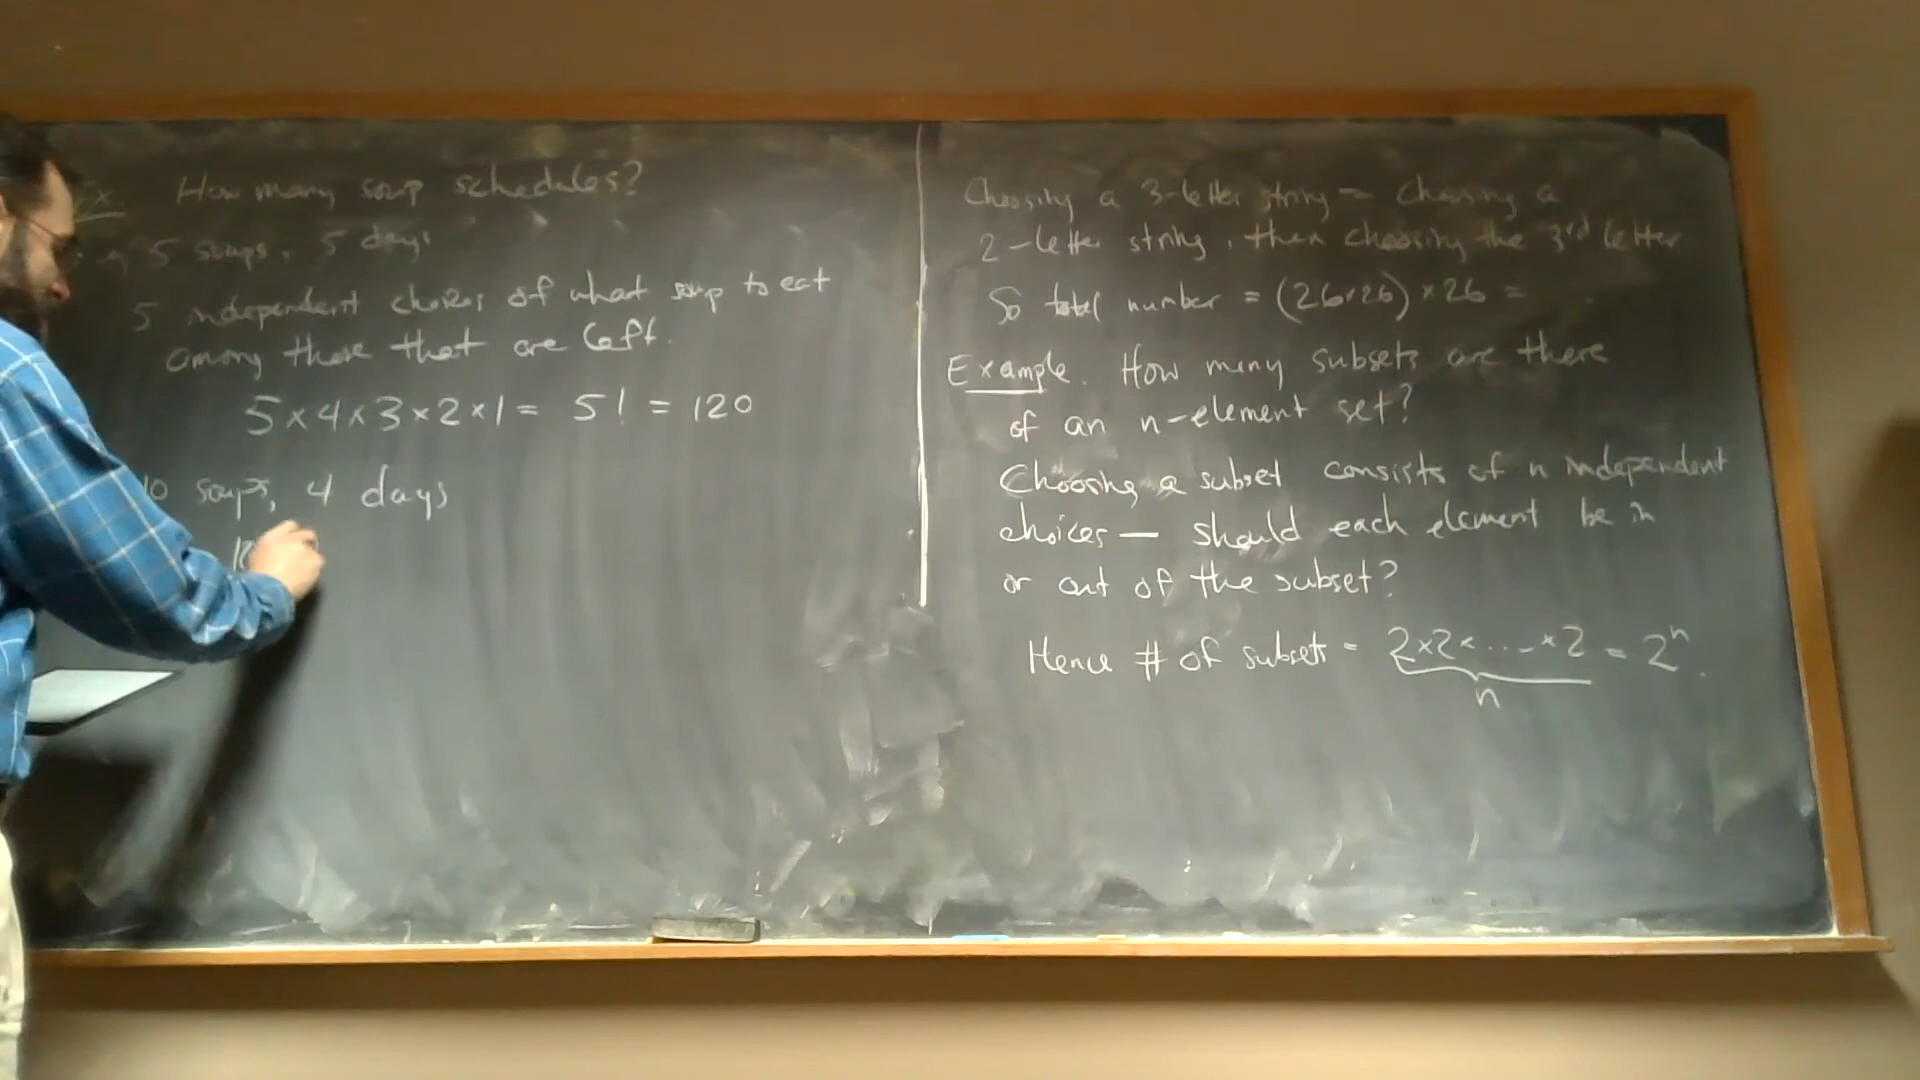 Ex. How many soup schedules?
5 soups, 5 days
5 independent choices of what soup to eat
among those that are left.
5×4×3×2×1 = 5! = 120
10 soups, 4 days
Choosing a 3-letter string = choosing a
2-letter string, then choosing the 3rd letter
So total number = (26×26)×26 =
Example. How many subsets are there
of an n-element set?
Choosing a subset consists of n independent
choices — should each element be in
or out of the subset?
Hence # of subsets = 2×2×...×2 = 2ⁿ.
n